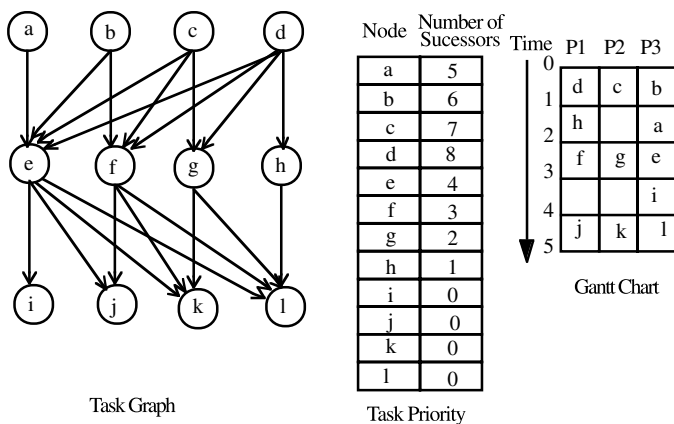 a b c d
e f g h
i j k l
Task Graph
Node Number of Sucessors
a 5
b 6
c 7
d 8
e 4
f 3
g 2
h 1
i 0
j 0
k 0
l 0
Task Priority
Time P1 P2 P3
0
d c b
1
h a
2
f g e
3
i
4
j k l
5
Gantt Chart